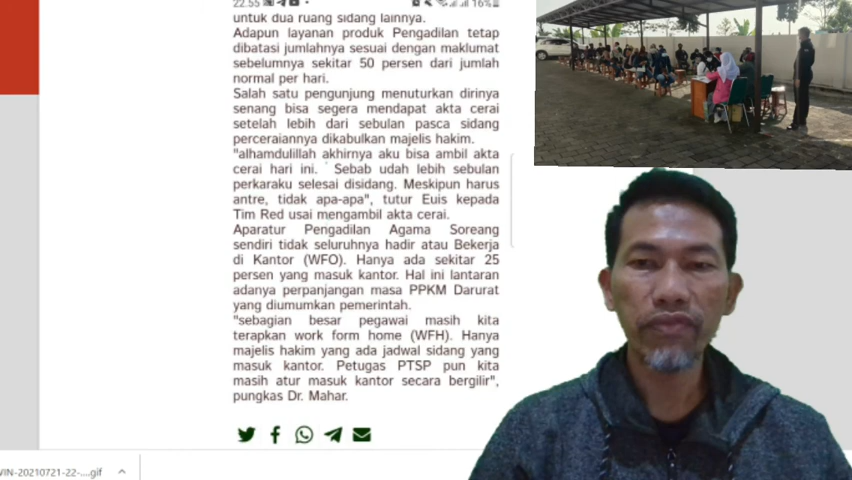 22.55
16%
untuk dua ruang sidang lainnya.
Adapun layanan produk Pengadilan tetap
dibatasi jumlahnya sesuai dengan maklumat
sebelumnya sekitar 50 persen dari jumlah
normal per hari.
Salah satu pengunjung menuturkan dirinya
senang bisa segera mendapat akta cerai
setelah lebih dari sebulan pasca sidang
perceraiannya dikabulkan majelis hakim.
"alhamdulillah akhirnya aku bisa ambil akta
cerai hari ini. Sebab udah lebih sebulan
perkaraku selesai disidang. Meskipun harus
antre, tidak apa-apa", tutur Euis kepada
Tim Red usai mengambil akta cerai.
Aparatur Pengadilan Agama Soreang
sendiri tidak seluruhnya hadir atau Bekerja
di Kantor (WFO). Hanya ada sekitar 25
persen yang masuk kantor. Hal ini lantaran
adanya perpanjangan masa PPKM Darurat
yang diumumkan pemerintah.
"sebagian besar pegawai masih kita
terapkan work form home (WFH). Hanya
majelis hakim yang ada jadwal sidang yang
masuk kantor. Petugas PTSP pun kita
masih atur masuk kantor secara bergilir",
pungkas Dr. Mahar.
WIN-20210721-22-....gif